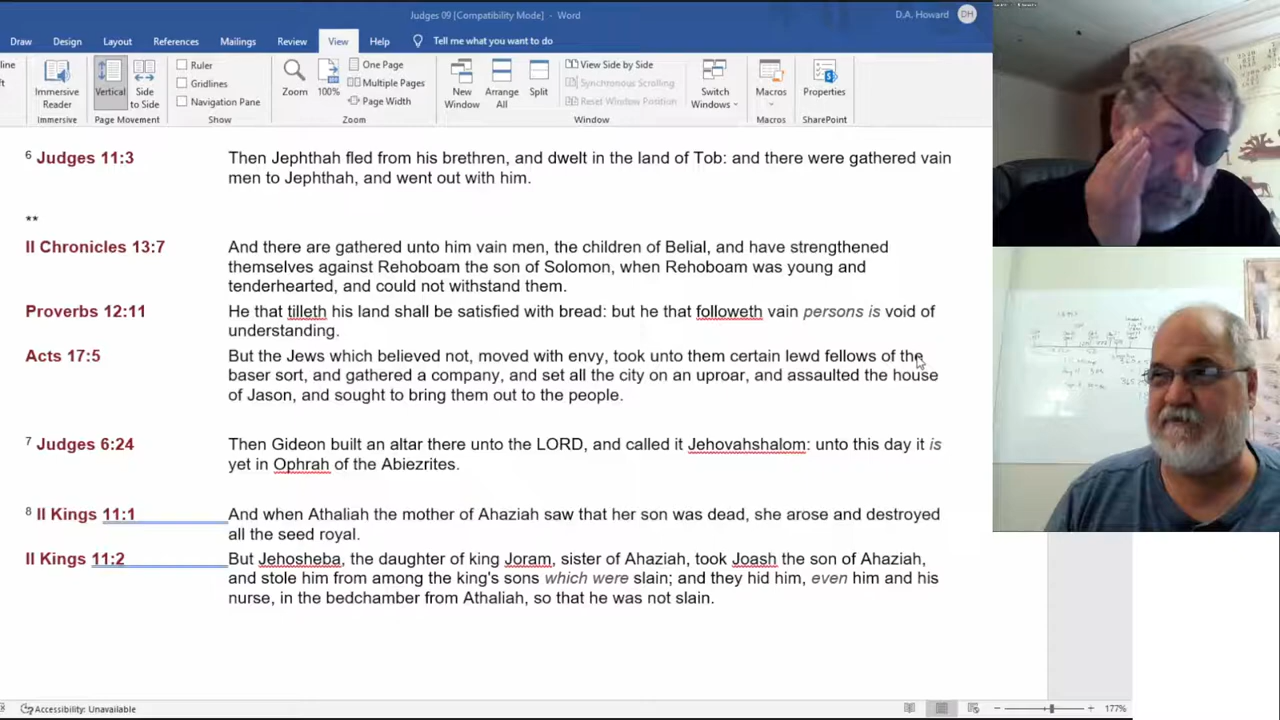 Judges 09 [Compatibility Mode] - Word
D.A. Howard DH
Draw Design Layout References Mailings Review View Help Tell me what you want to do
Immersive Reader
Vertical
Side to Side
Ruler
Gridlines
Navigation Pane
Zoom
100%
One Page
Multiple Pages
Page Width
New Window
Arrange All
Split
View Side by Side
Synchronous Scrolling
Reset Window Position
Switch Windows
Macros
Properties
Immersive Page Movement Show Zoom Window Macros SharePoint
6 Judges 11:3 Then Jephthah fled from his brethren, and dwelt in the land of Tob: and there were gathered vain
men to Jephthah, and went out with him.
**
II Chronicles 13:7 And there are gathered unto him vain men, the children of Belial, and have strengthened
themselves against Rehoboam the son of Solomon, when Rehoboam was young and
tenderhearted, and could not withstand them.
Proverbs 12:11 He that tilleth his land shall be satisfied with bread: but he that followeth vain persons is void of
understanding.
Acts 17:5 But the Jews which believed not, moved with envy, took unto them certain lewd fellows of the
baser sort, and gathered a company, and set all the city on an uproar, and assaulted the house
of Jason, and sought to bring them out to the people.
7 Judges 6:24 Then Gideon built an altar there unto the LORD, and called it Jehovahshalom: unto this day it is
yet in Ophrah of the Abiezrites.
8 II Kings 11:1 And when Athaliah the mother of Ahaziah saw that her son was dead, she arose and destroyed
all the seed royal.
II Kings 11:2 But Jehosheba, the daughter of king Joram, sister of Ahaziah, took Joash the son of Ahaziah,
and stole him from among the king's sons which were slain; and they hid him, even him and his
nurse, in the bedchamber from Athaliah, so that he was not slain.
Accessibility: Unavailable
177%